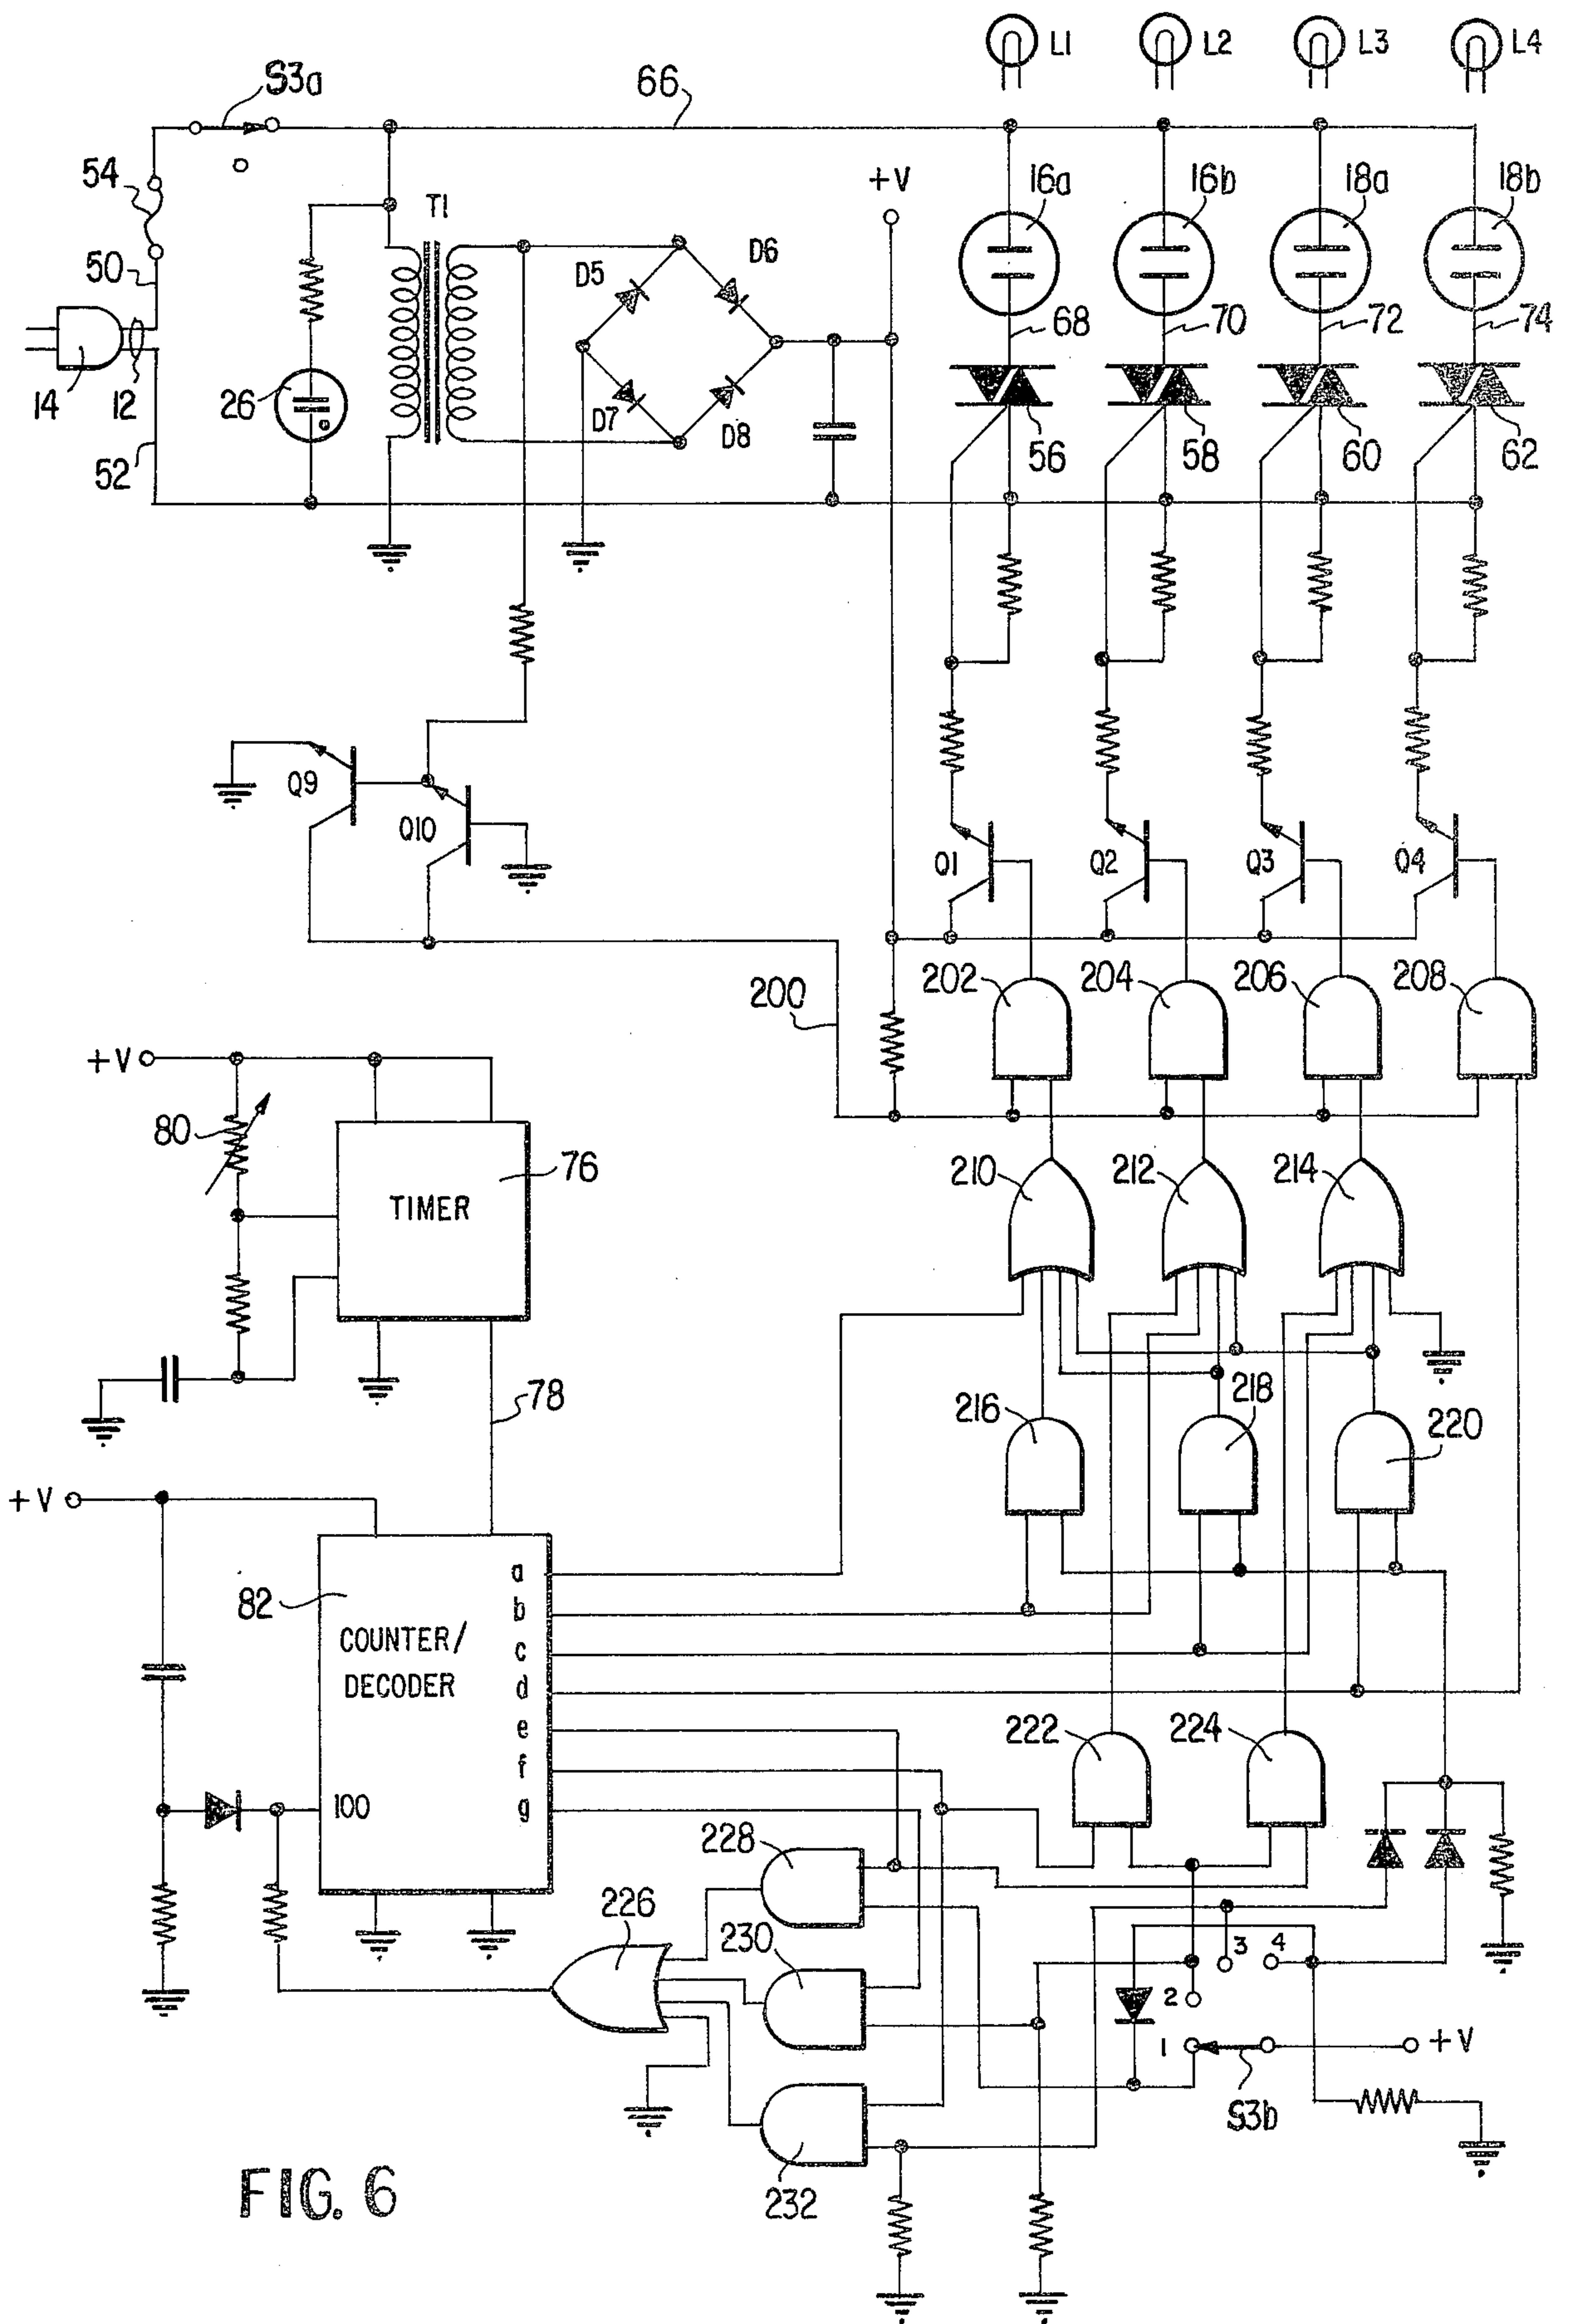 L1 L2 L3 L4
S3a 66
54 +V 16a 16b 18a 18b
T1
50 D5 D6
68 70 72 74
14 12 26 D7 D8
52 56 58 60 62
Q9
Q10 Q1 Q2 Q3 Q4
200 202 204 206 208
+V
80 76 210 212 214
TIMER
78 216 218 220
+V
82 a
b
COUNTER/ c
DECODER d
e 222 224
f
100 g
228
226
230 3 4
2
1 +V
S3b
232
FIG. 6